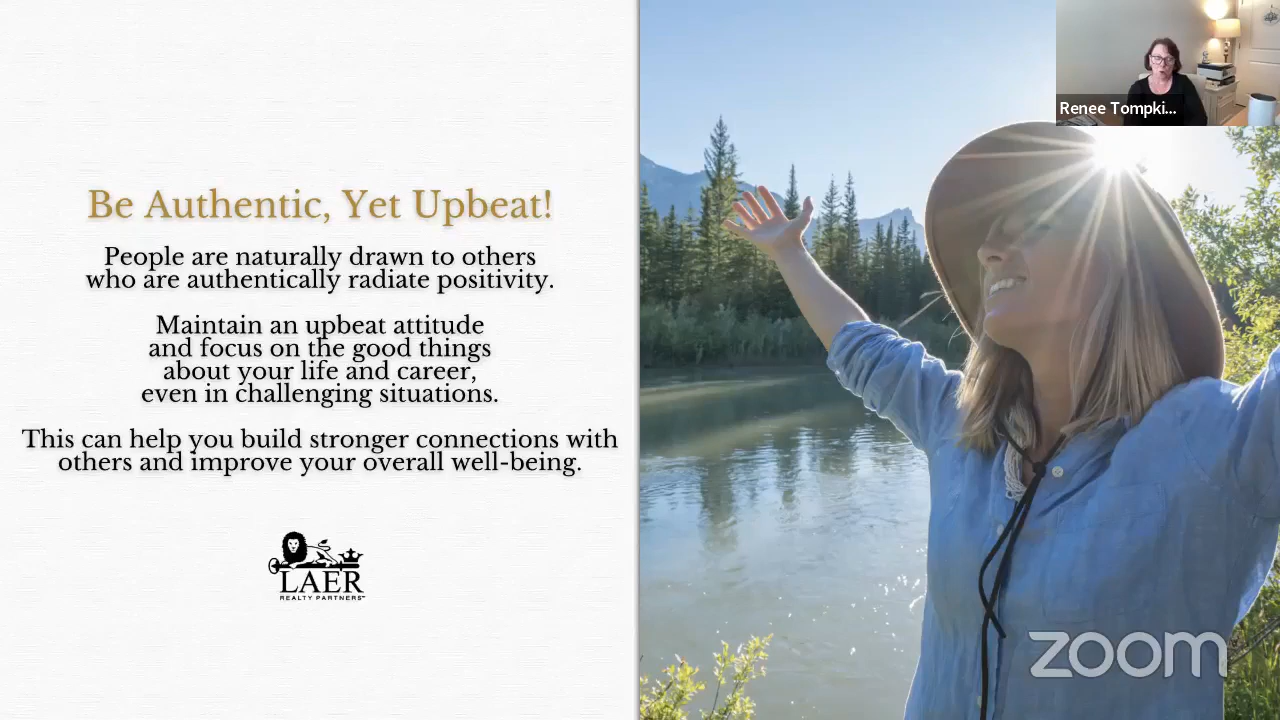 Be Authentic, Yet Upbeat!
People are naturally drawn to others
who are authentically radiate positivity.
Maintain an upbeat attitude
and focus on the good things
about your life and career,
even in challenging situations.
This can help you build stronger connections with
others and improve your overall well-being.
LAER
REALTY PARTNERS™
Renee Tompki...
zoom